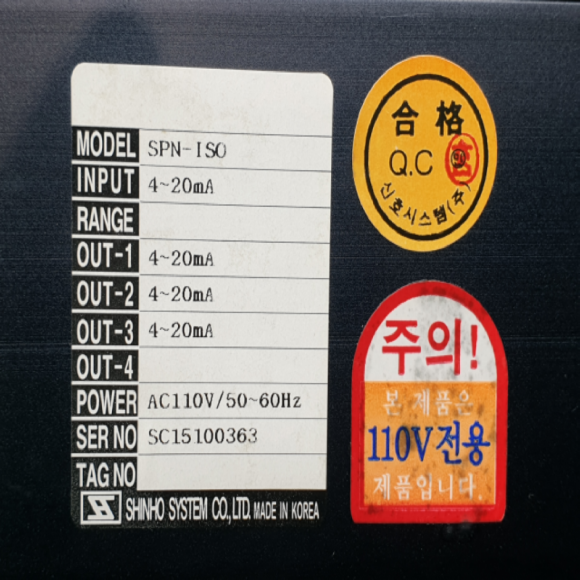 MODEL SPN-ISO
INPUT 4~20mA
RANGE
OUT-1 4~20mA
OUT-2 4~20mA
OUT-3 4~20mA
OUT-4
POWER AC110V/50~60Hz
SER NO SC15100363
TAG NO
SHINHO SYSTEM CO.,LTD. MADE IN KOREA
合格
Q.C
신호시스템(주)
주의!
본 제품은
110V전용
제품입니다.